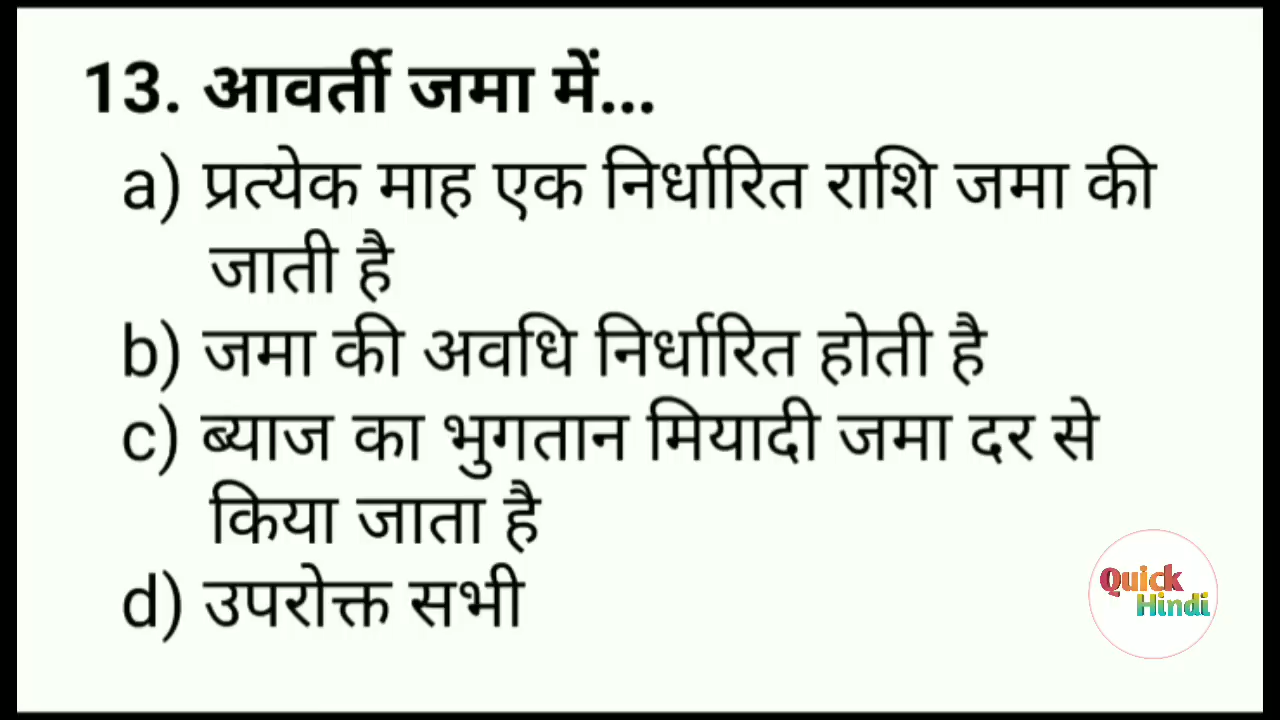 13. आवर्ती जमा में...
a) प्रत्येक माह एक निर्धारित राशि जमा की
जाती है
b) जमा की अवधि निर्धारित होती है
c) ब्याज का भुगतान मियादी जमा दर से
किया जाता है
d) उपरोक्त सभी
Quick
Hindi